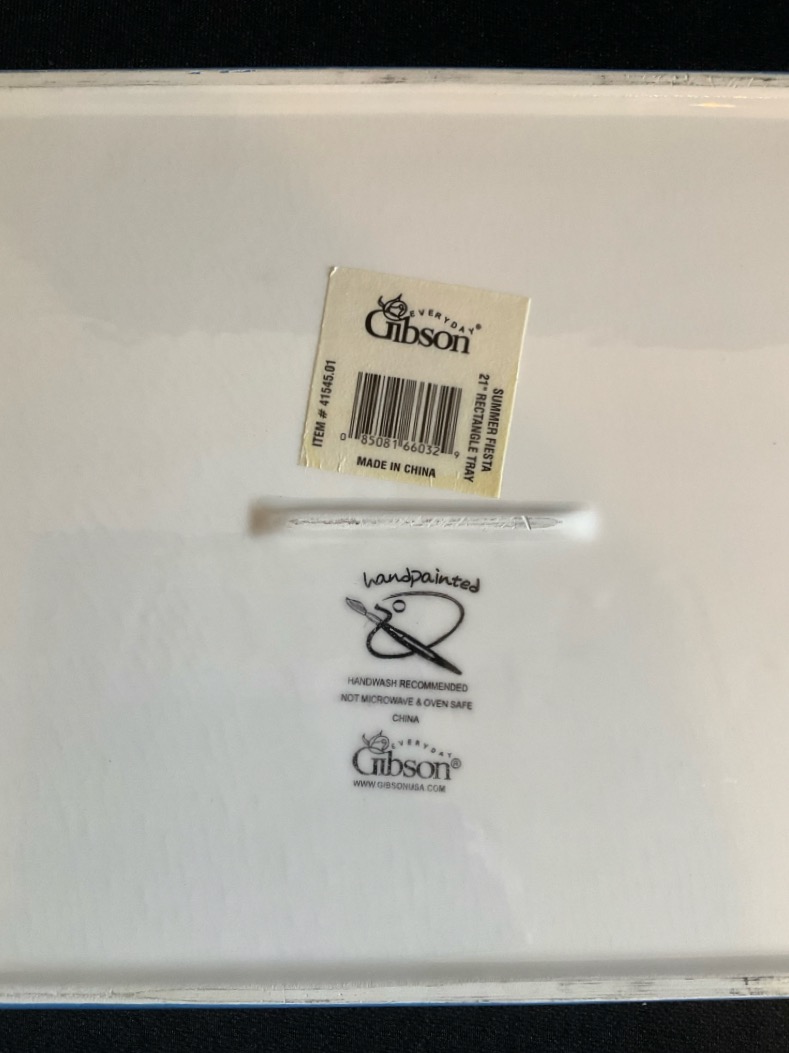 EVERYDAY®
Gibson
ITEM # 41545.01
SUMMER FIESTA
21" RECTANGLE TRAY
0 85081 66032 9
MADE IN CHINA
handpainted
HANDWASH RECOMMENDED
NOT MICROWAVE & OVEN SAFE
CHINA
EVERYDAY
Gibson®
WWW.GIBSONUSA.COM